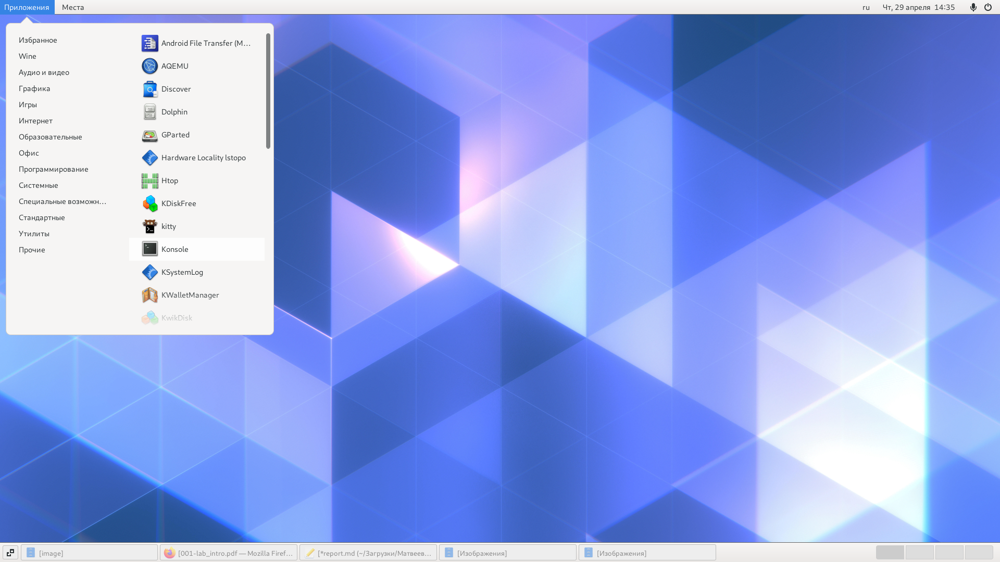 Приложения Места ru Чт, 29 апреля 14:35
Избранное
Wine
Аудио и видео
Графика
Игры
Интернет
Образовательные
Офис
Программирование
Системные
Специальные возможн…
Стандартные
Утилиты
Прочие
Android File Transfer (M…
AQEMU
Discover
Dolphin
GParted
Hardware Locality lstopo
Htop
KDiskFree
kitty
Konsole
KSystemLog
KWalletManager
KwikDisk
[image] [001-lab_intro.pdf — Mozilla Firef… [*report.md (~/Загрузки/Матвеев… [Изображения] [Изображения]